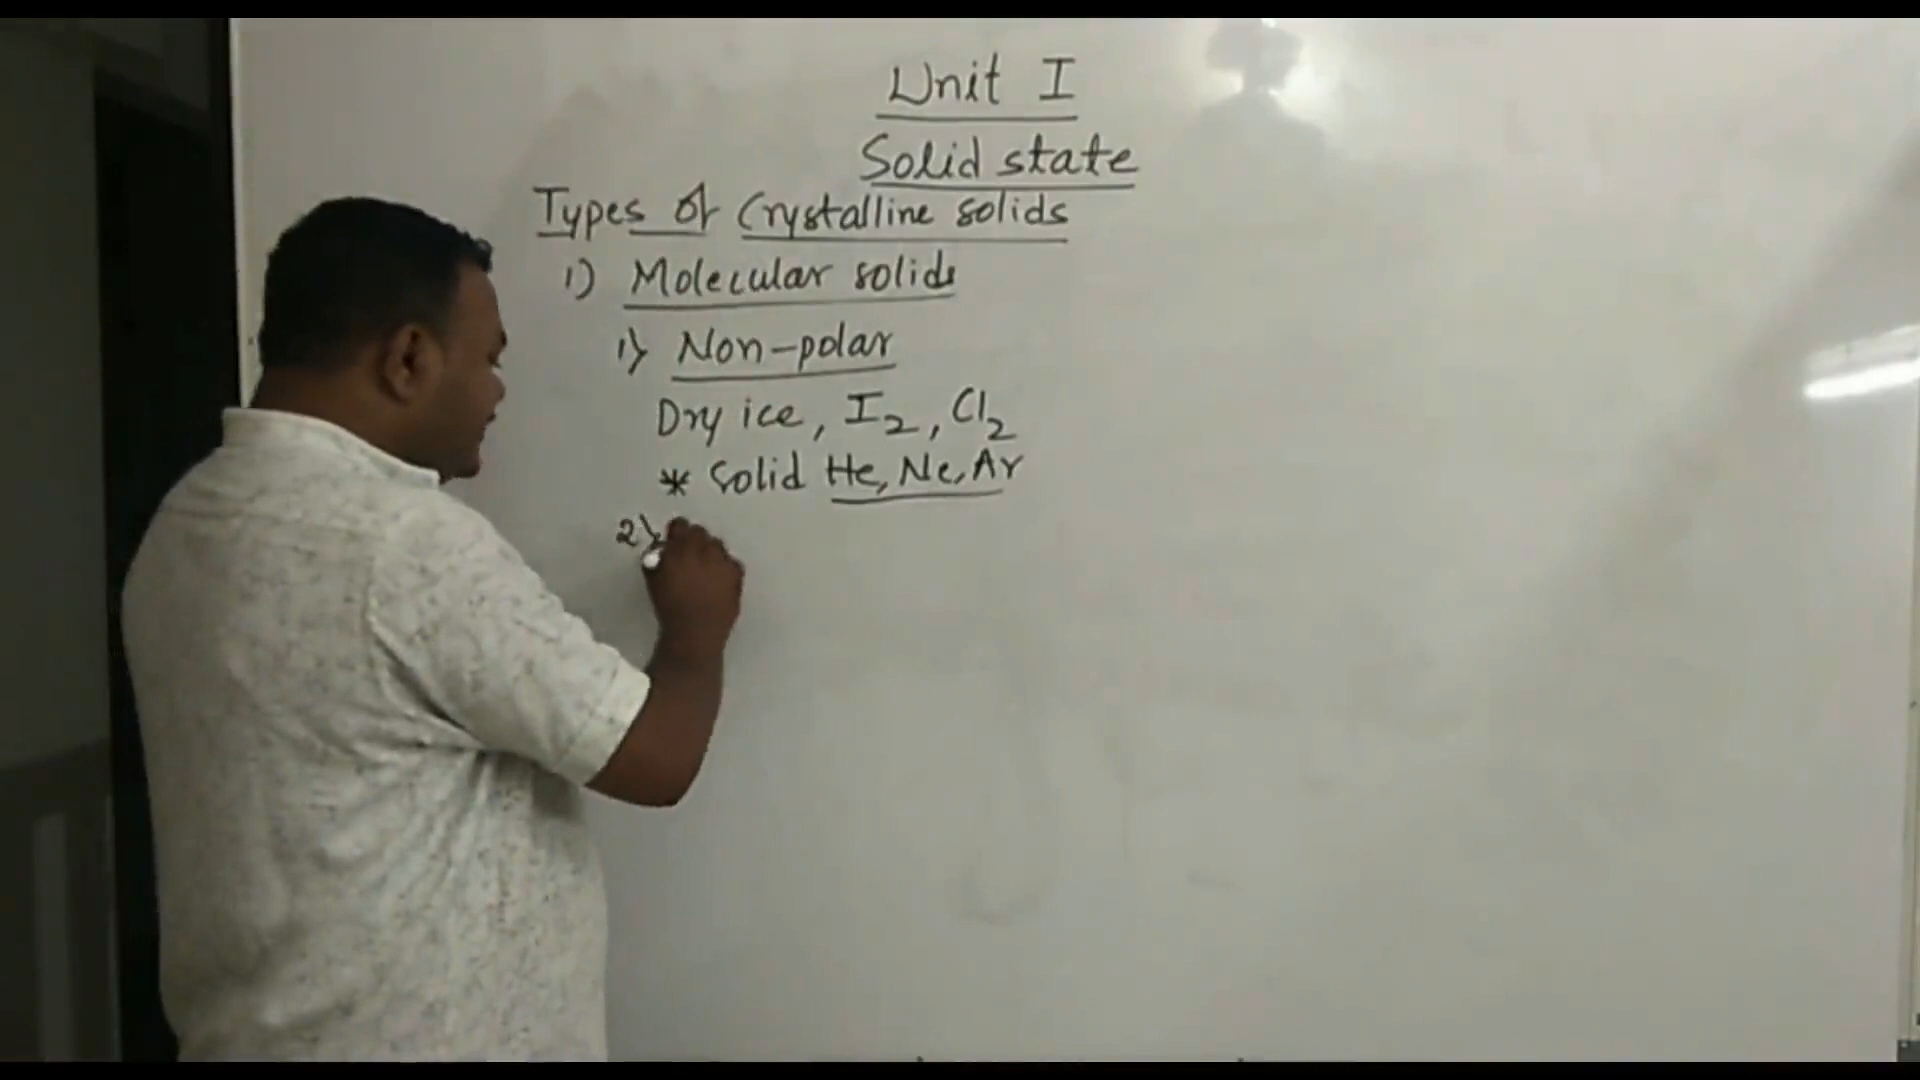 Unit I
Solid state
Types of Crystalline solids
1) Molecular solids
1) Non-polar
Dry ice, I₂, Cl₂
* Solid He, Ne, Ar
2)